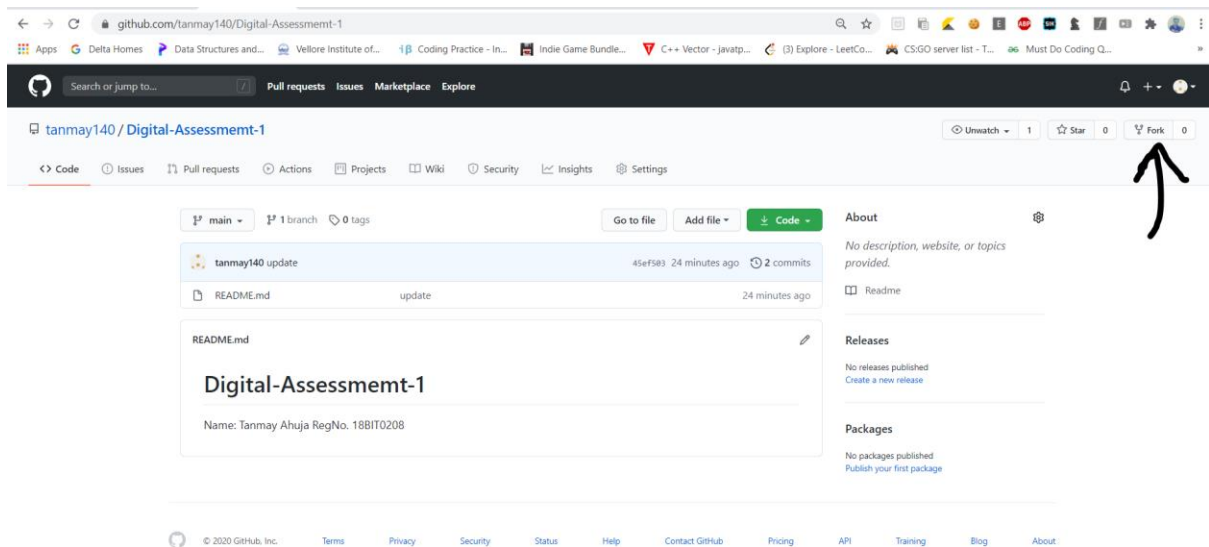 github.com/tanmay140/Digital-Assessmemt-1
Apps Delta Homes Data Structures and... Vellore Institute of... Coding Practice - In... Indie Game Bundle... C++ Vector - javatp... (3) Explore - LeetCo... CS:GO server list - T... Must Do Coding Q... »
Search or jump to... / Pull requests Issues Marketplace Explore
tanmay140 / Digital-Assessmemt-1 Unwatch 1 Star 0 Fork 0
<> Code Issues Pull requests Actions Projects Wiki Security Insights Settings
main 1 branch 0 tags Go to file Add file Code About
No description, website, or topics
provided.
tanmay140 update 45ef503 24 minutes ago 2 commits
README.md update 24 minutes ago Readme
README.md Releases
No releases published
Create a new release
Digital-Assessmemt-1
Name: Tanmay Ahuja RegNo. 18BIT0208
Packages
No packages published
Publish your first package
© 2020 GitHub, Inc. Terms Privacy Security Status Help Contact GitHub Pricing API Training Blog About